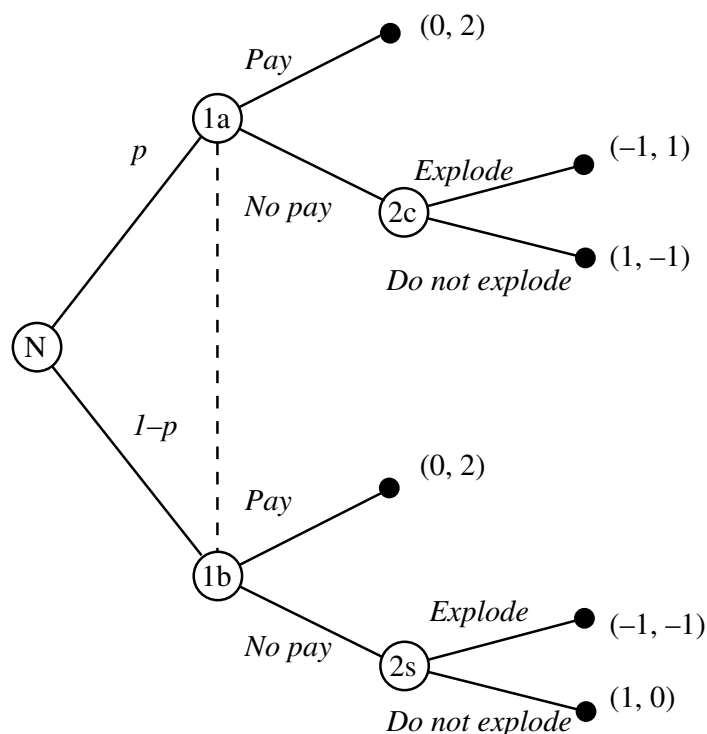 (0, 2)
Pay
1a
p
(–1, 1)
Explode
No pay
2c
(1, –1)
Do not explode
N
1–p
(0, 2)
Pay
1b
Explode
(–1, –1)
No pay
2s
(1, 0)
Do not explode